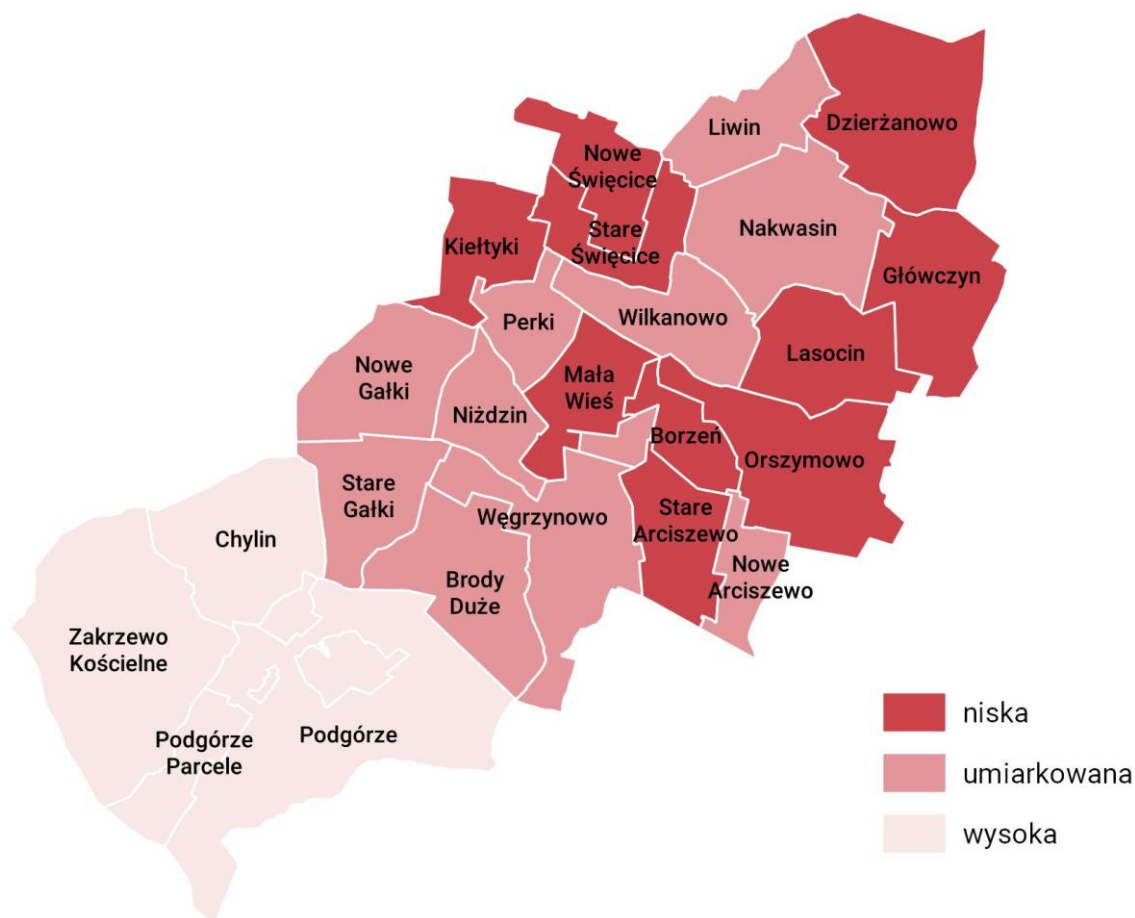 Dzierżanowo
Liwin
Nowe
Święcice
Nakwasin
Stare
Święcice
Kiełtyki
Główczyn
Perki
Wilkanowo
Lasocin
Nowe
Gałki
Mała
Wieś
Niżdzin
Borzeń
Orszymowo
Stare
Gałki
Węgrzynowo
Stare
Arciszewo
Chylin
Nowe
Arciszewo
Brody
Duże
Zakrzewo
Kościelne
Podgórze
Parcele
Podgórze
niska
umiarkowana
wysoka